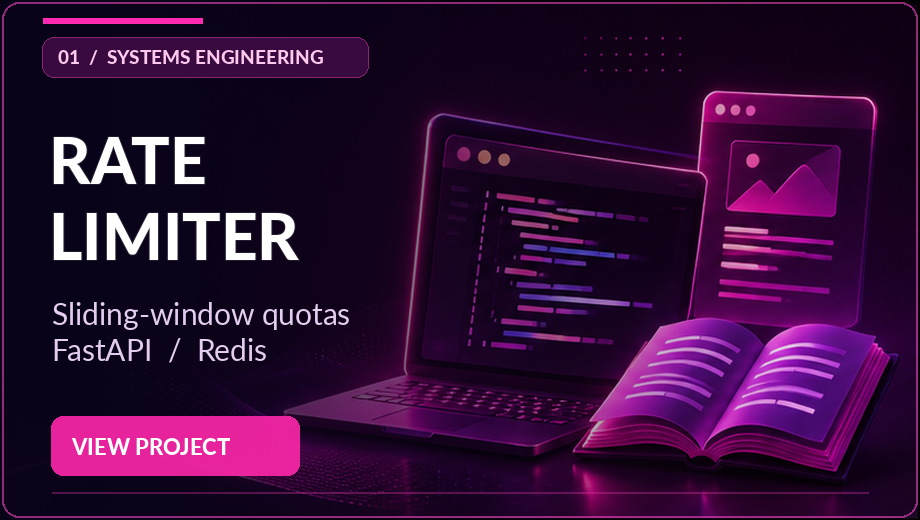 01 / SYSTEMS ENGINEERING
RATE
LIMITER
Sliding-window quotas
FastAPI / Redis
VIEW PROJECT